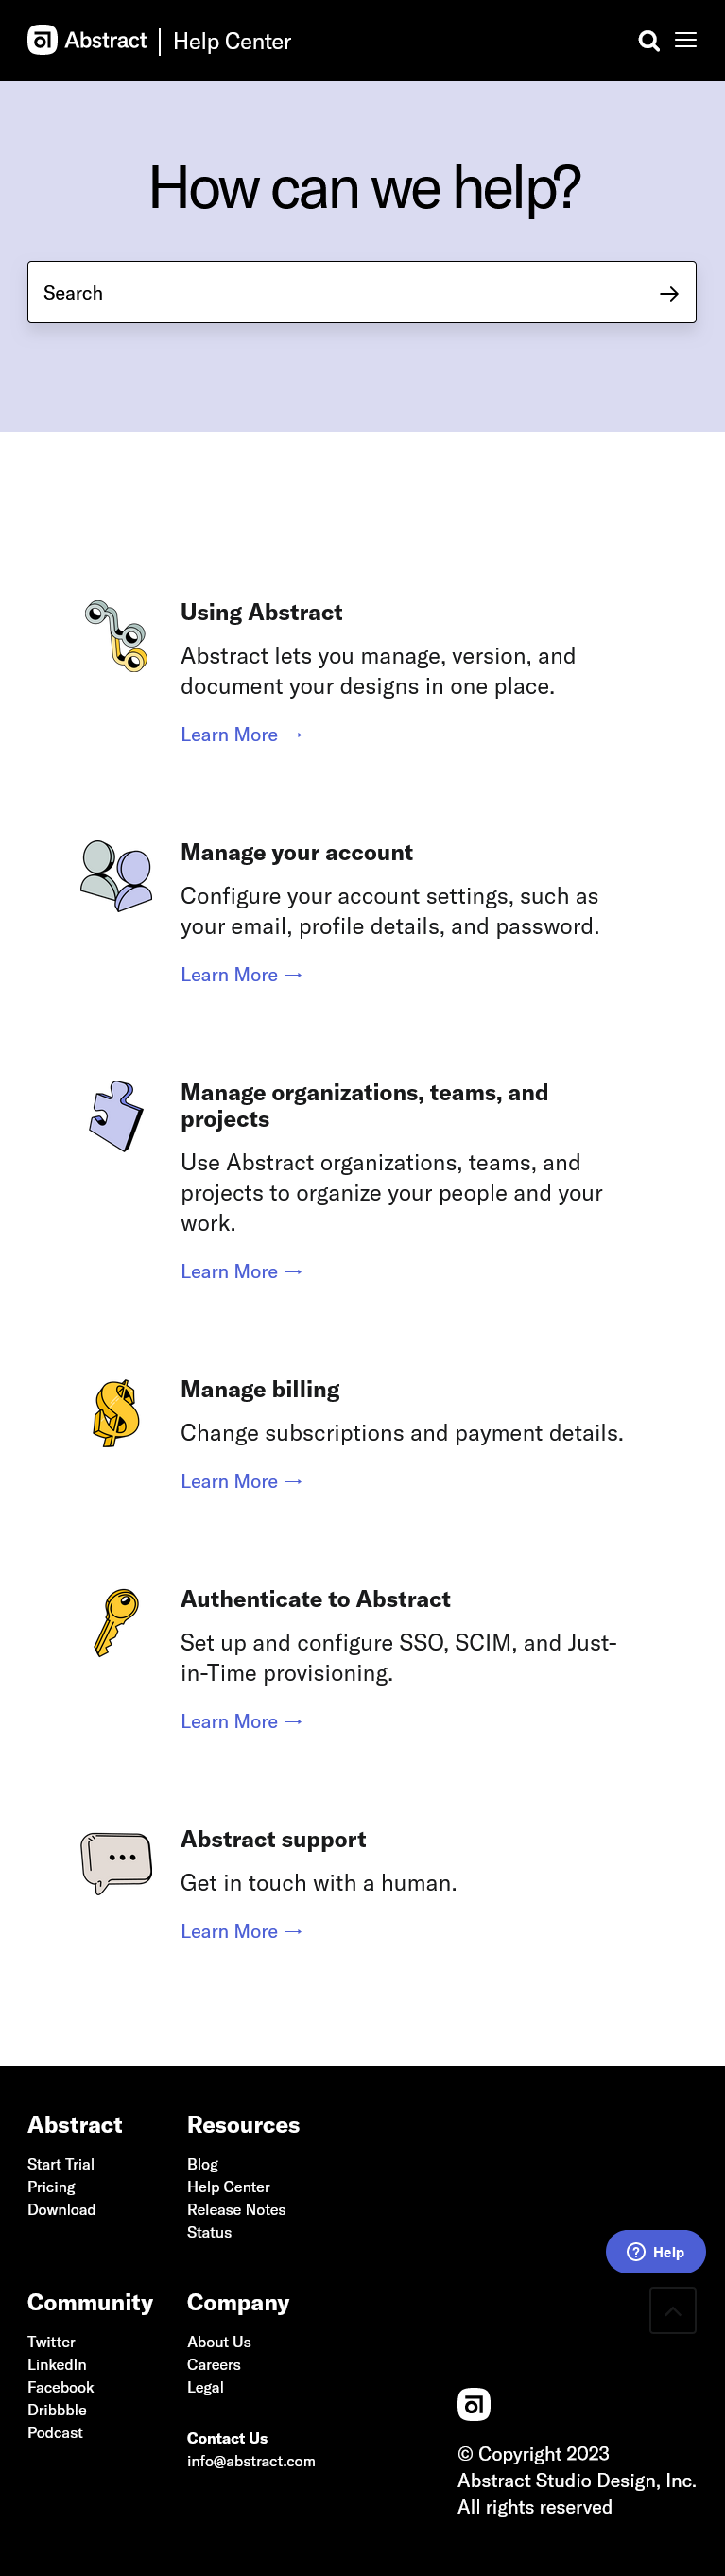 Abstract | Help Center
How can we help?
Search →
Using Abstract
Abstract lets you manage, version, and
document your designs in one place.
Learn More →
Manage your account
Configure your account settings, such as
your email, profile details, and password.
Learn More →
Manage organizations, teams, and
projects
Use Abstract organizations, teams, and
projects to organize your people and your
work.
Learn More →
Manage billing
Change subscriptions and payment details.
Learn More →
Authenticate to Abstract
Set up and configure SSO, SCIM, and Just-
in-Time provisioning.
Learn More →
Abstract support
Get in touch with a human.
Learn More →
Abstract
Start Trial
Pricing
Download
Resources
Blog
Help Center
Release Notes
Status
Community
Twitter
LinkedIn
Facebook
Dribbble
Podcast
Company
About Us
Careers
Legal
Contact Us
info@abstract.com
Help
© Copyright 2023
Abstract Studio Design, Inc.
All rights reserved